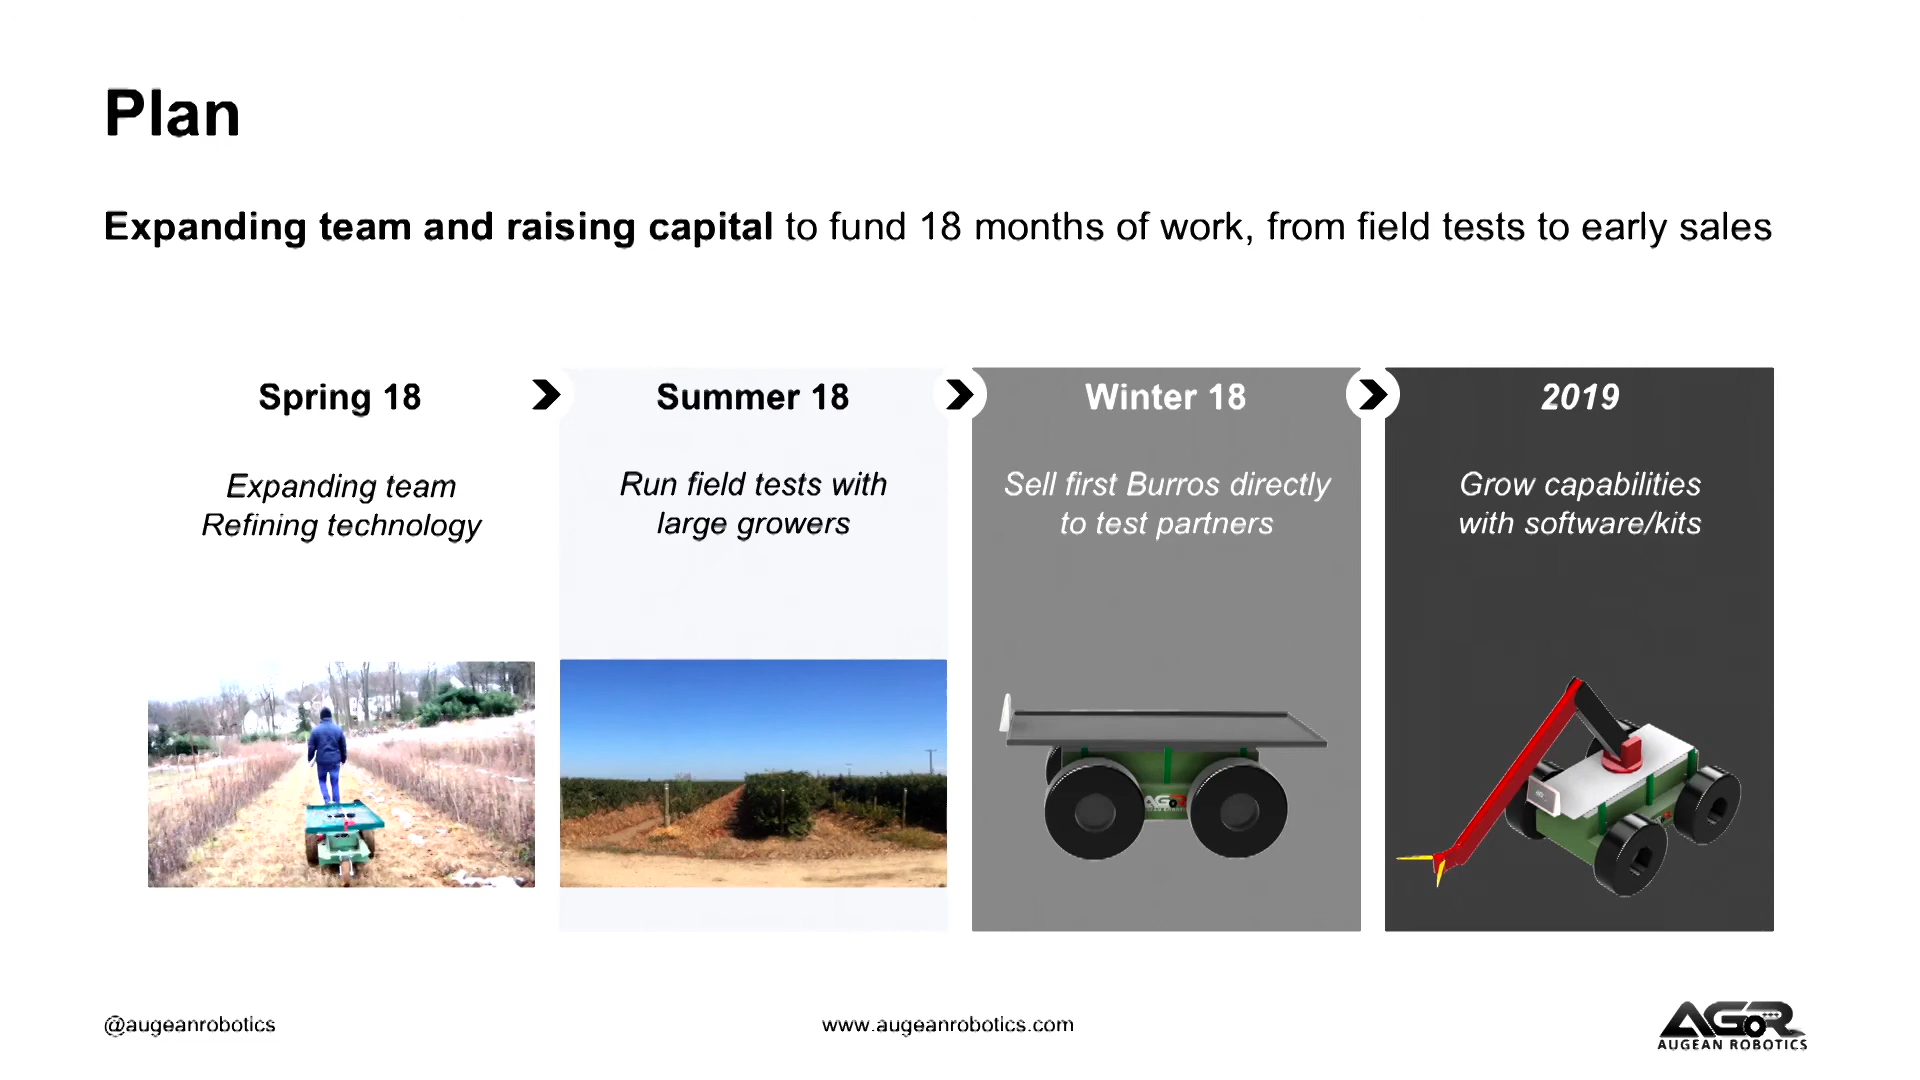 Plan
Expanding team and raising capital to fund 18 months of work, from field tests to early sales
Spring 18
Expanding team
Refining technology
Summer 18
Run field tests with
large growers
Winter 18
Sell first Burros directly
to test partners
2019
Grow capabilities
with software/kits
AGR
@augeanrobotics
www.augeanrobotics.com
AGR
AUGEAN ROBOTICS